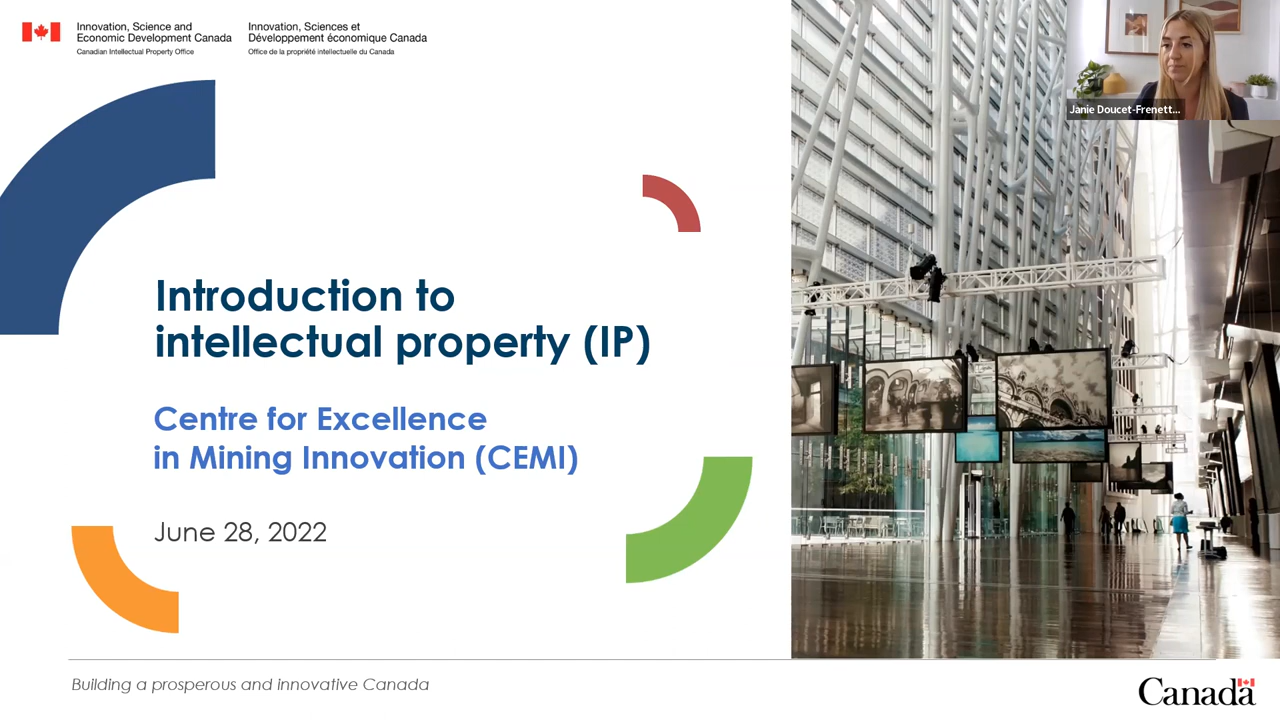 Innovation, Science and
Economic Development Canada
Canadian Intellectual Property Office
Innovation, Sciences et
Développement économique Canada
Office de la propriété intellectuelle du Canada
Janie Doucet-Frenett...
Introduction to
intellectual property (IP)
Centre for Excellence
in Mining Innovation (CEMI)
June 28, 2022
Building a prosperous and innovative Canada
Canada